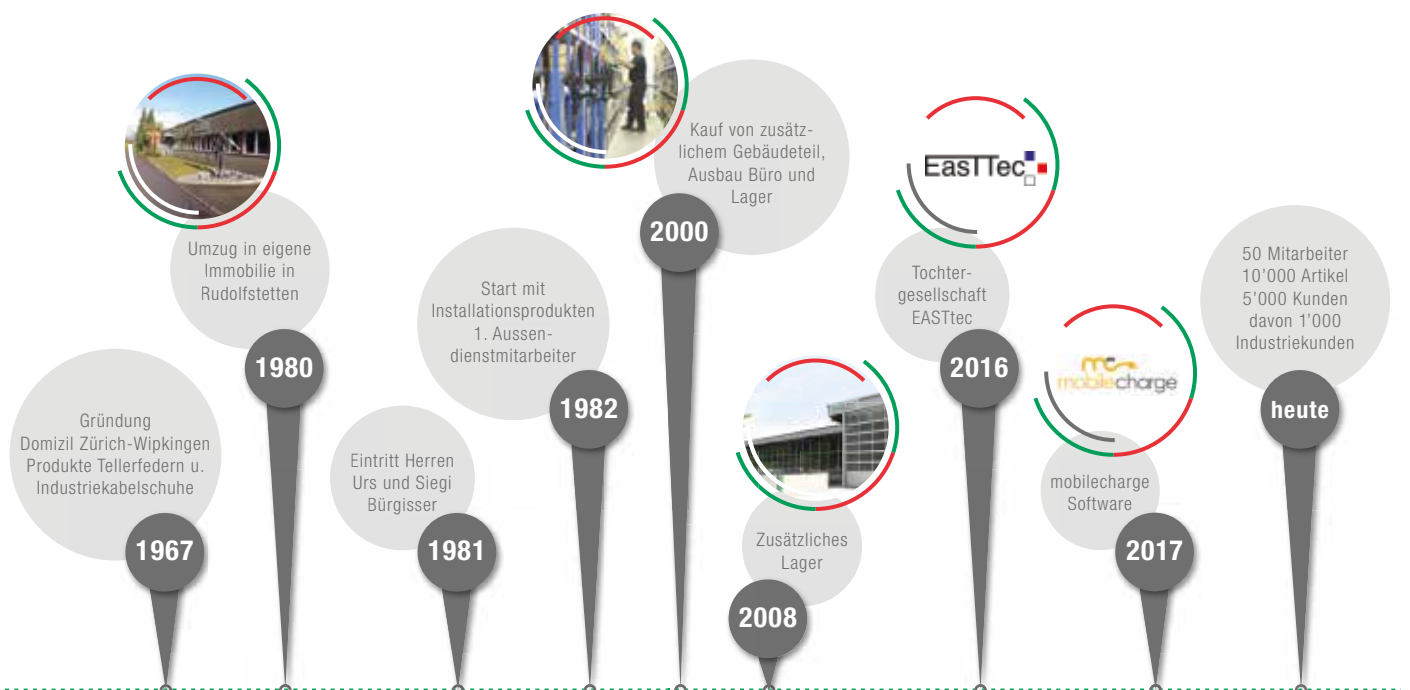 Gründung
Domizil Zürich-Wipkingen
Produkte Tellerfedern u.
Industriekabelschuhe
1967
Umzug in eigene
Immobilie in
Rudolfstetten
1980
Eintritt Herren
Urs und Siegi
Bürgisser
1981
Start mit
Installationsprodukten
1. Aussen-
dienstmitarbeiter
1982
Kauf von zusätz-
lichem Gebäudeteil,
Ausbau Büro und
Lager
2000
Zusätzliches
Lager
2008
EasTTec
Tochter-
gesellschaft
EASTtec
2016
mc
mobilecharge
mobilecharge
Software
2017
50 Mitarbeiter
10’000 Artikel
5’000 Kunden
davon 1’000
Industriekunden
heute